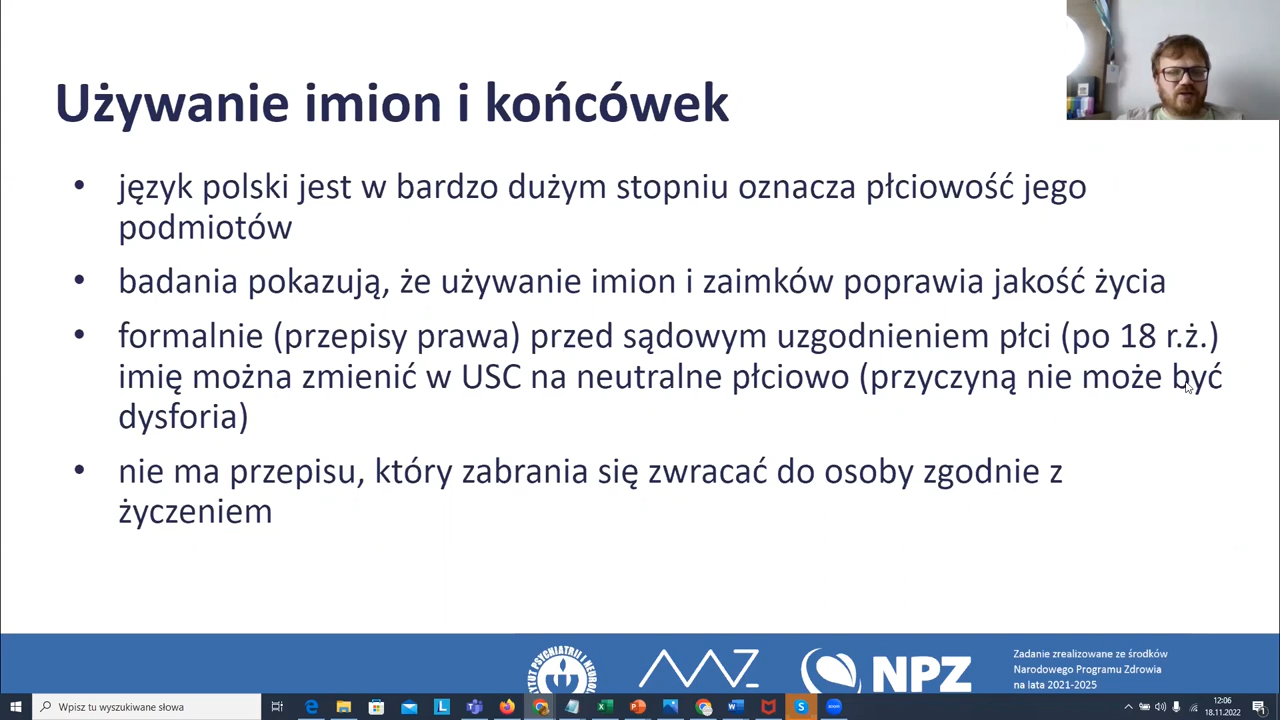 Używanie imion i końcówek
• język polski jest w bardzo dużym stopniu oznacza płciowość jego
podmiotów
• badania pokazują, że używanie imion i zaimków poprawia jakość życia
• formalnie (przepisy prawa) przed sądowym uzgodnieniem płci (po 18 r.ż.)
imię można zmienić w USC na neutralne płciowo (przyczyną nie może być
dysforia)
• nie ma przepisu, który zabrania się zwracać do osoby zgodnie z
życzeniem
NPZ
Zadanie zrealizowane ze środków
Narodowego Programu Zdrowia
na lata 2021-2025
Wpisz tu wyszukiwane słowa
12:06
18.11.2022